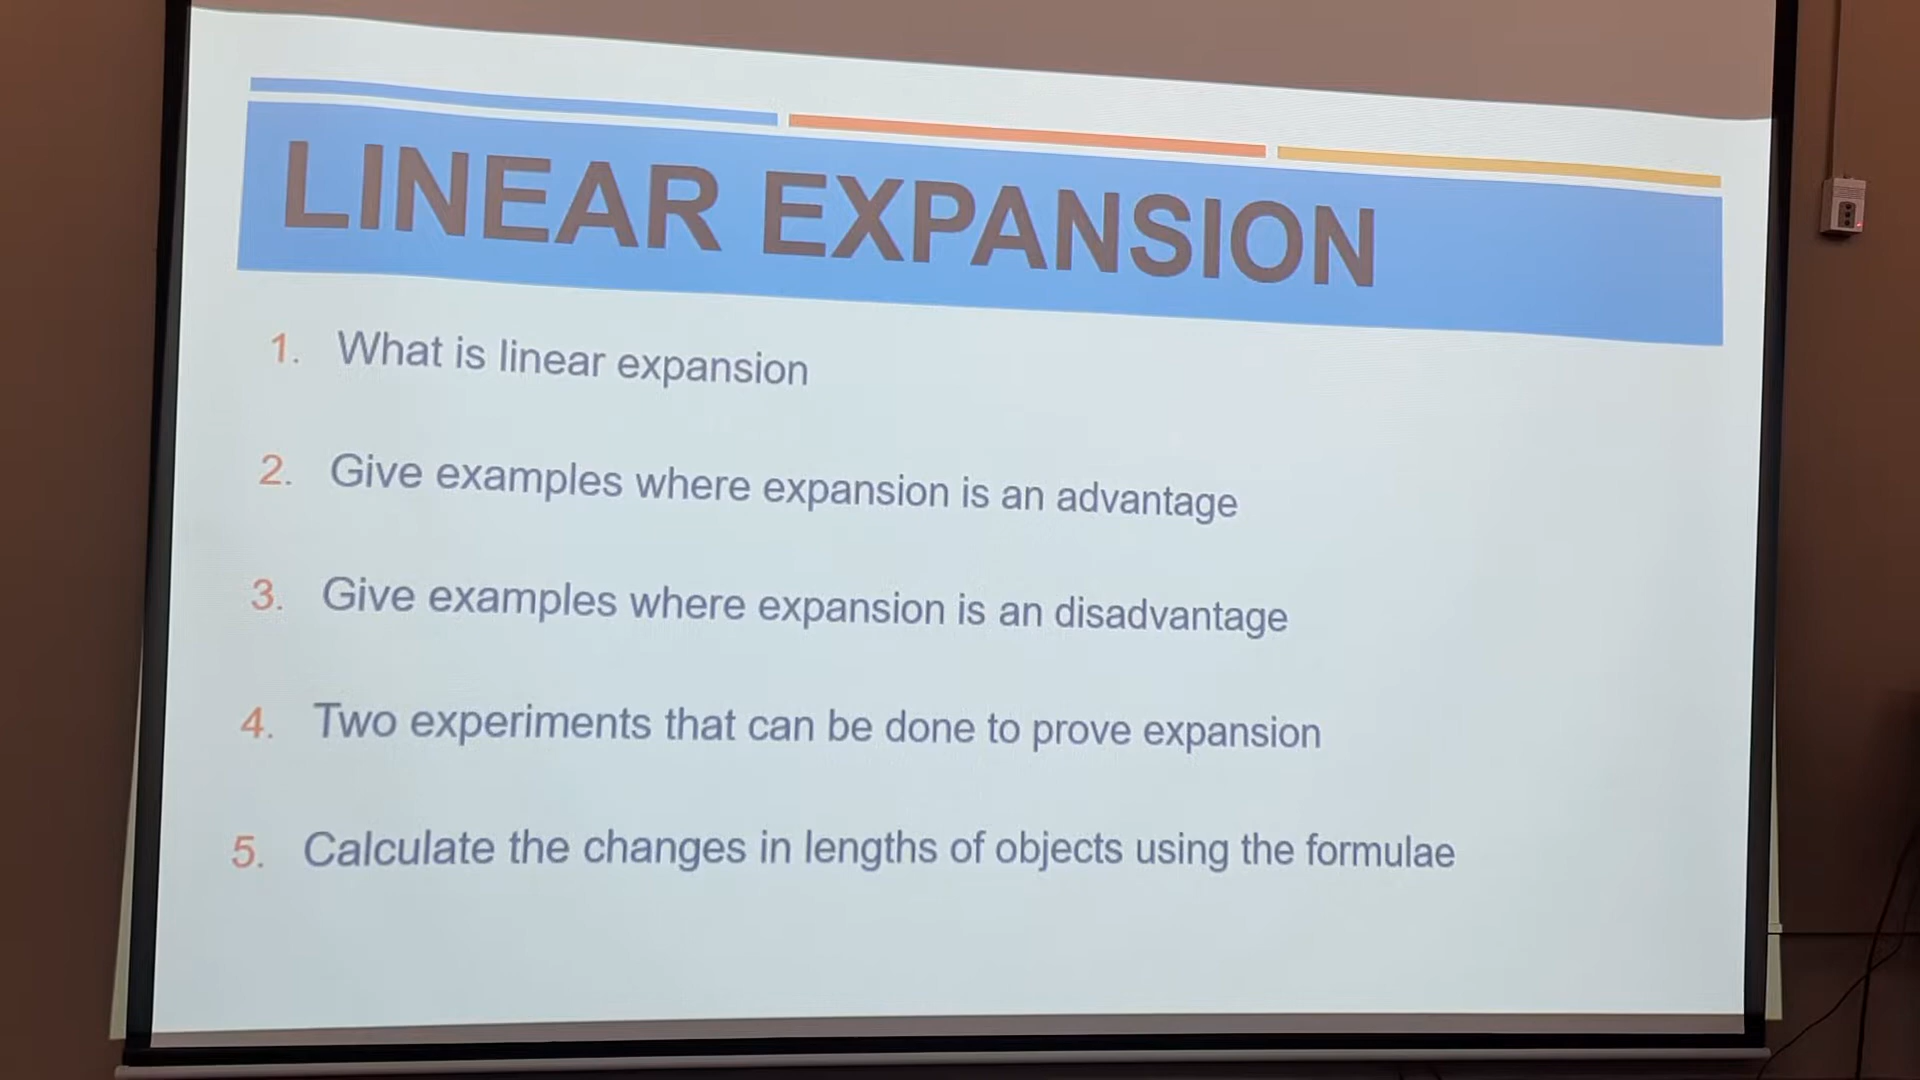 LINEAR EXPANSION
1. What is linear expansion
2. Give examples where expansion is an advantage
3. Give examples where expansion is an disadvantage
4. Two experiments that can be done to prove expansion
5. Calculate the changes in lengths of objects using the formulae